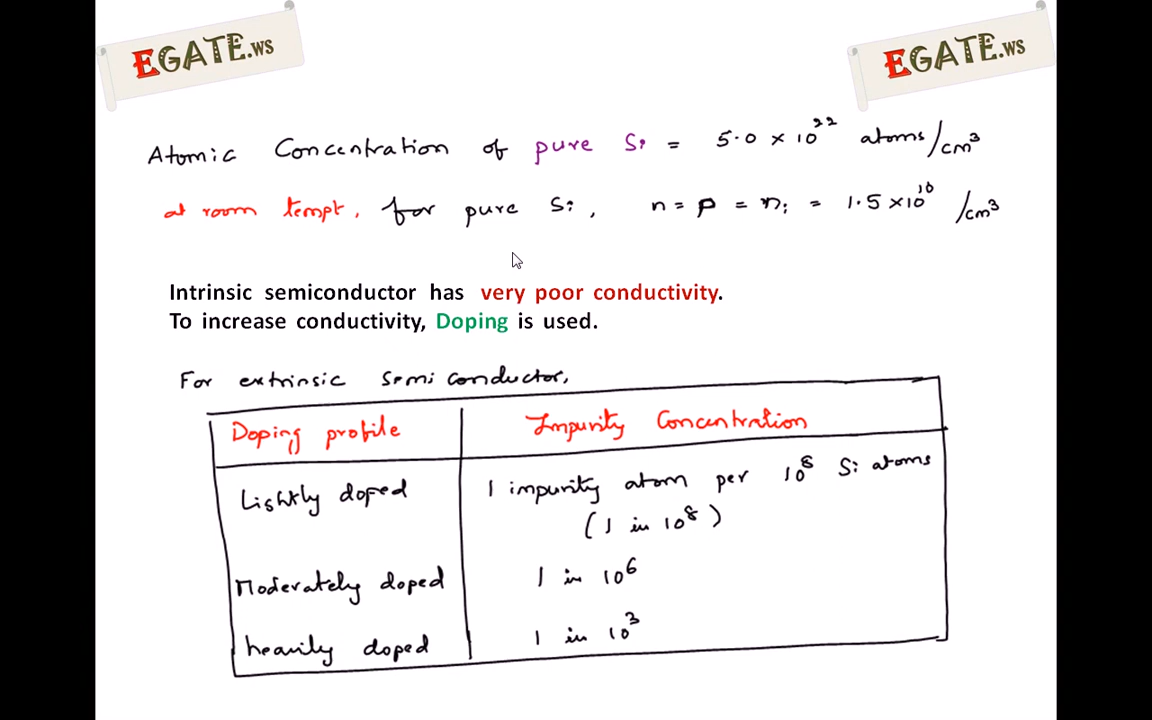 EGATE.ws
EGATE.ws
Atomic Concentration of pure Si = 5.0 × 10²² atoms/cm³
at room tempt, for pure Si, n = p = ni = 1.5 × 10¹⁰ /cm³
Intrinsic semiconductor has very poor conductivity.
To increase conductivity, Doping is used.
For extrinsic Semi conductor,
Doping profile Impurity Concentration
Lightly doped 1 impurity atom per 10⁸ Si atoms
(1 in 10⁸)
Moderately doped 1 in 10⁶
heavily doped 1 in 10³